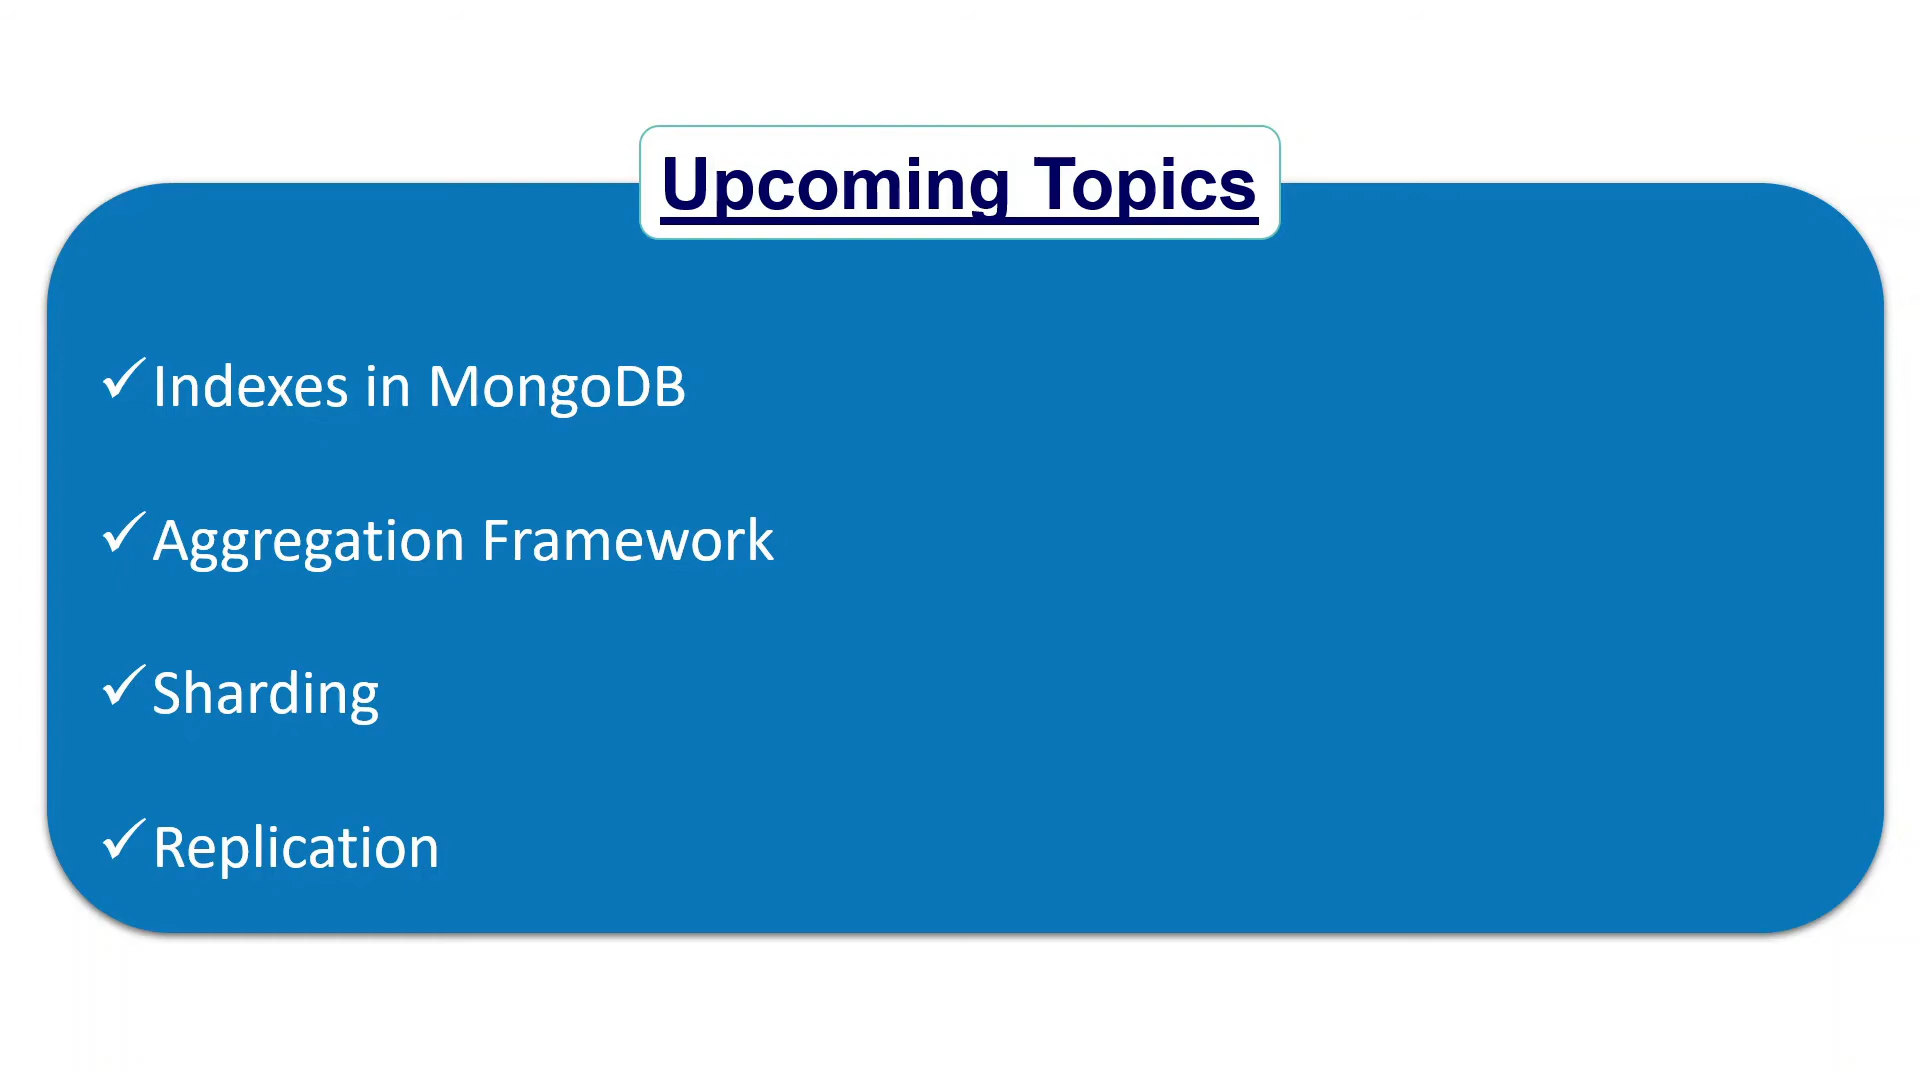 Upcoming Topics
✓Indexes in MongoDB
✓Aggregation Framework
✓Sharding
✓Replication